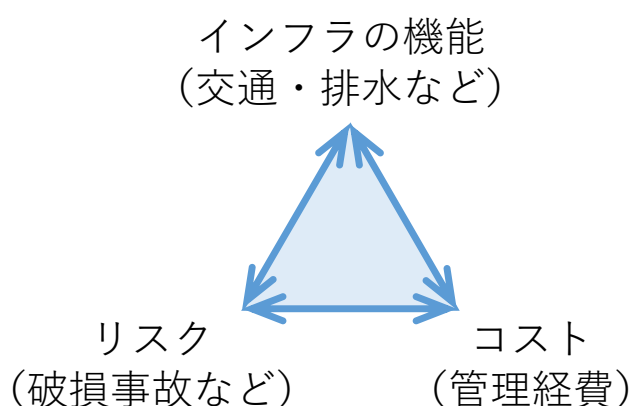 インフラの機能
（交通・排水など）
リスク
（破損事故など）
コスト
（管理経費）